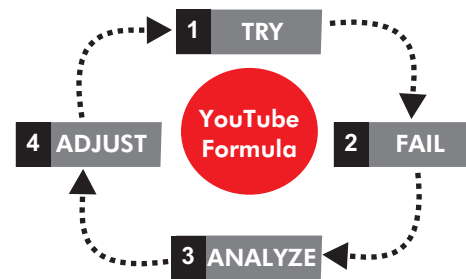 1 TRY
YouTube
Formula
2 FAIL
3 ANALYZE
4 ADJUST